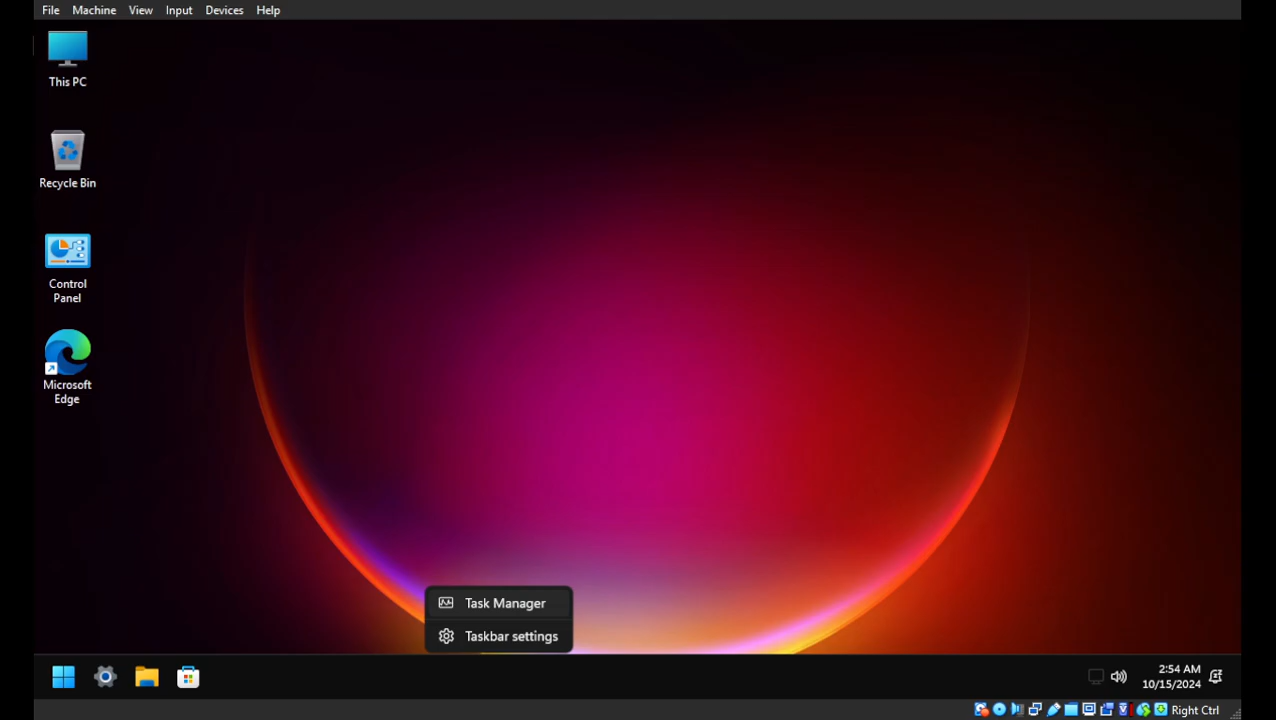 File Machine View Input Devices Help
This PC
Recycle Bin
Control
Panel
Microsoft
Edge
Task Manager
Taskbar settings
2:54 AM
10/15/2024
Right Ctrl